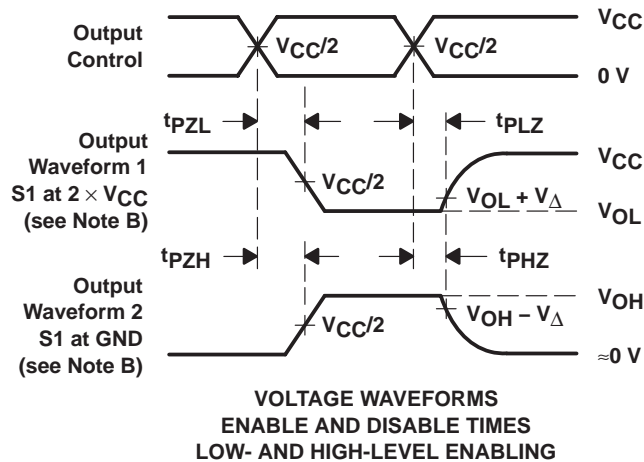 Output
Control
VCC/2
VCC/2
VCC
0 V
tPZL
tPLZ
Output
Waveform 1
S1 at 2 × VCC
(see Note B)
VCC/2
VOL + VΔ
VCC
VOL
tPZH
tPHZ
Output
Waveform 2
S1 at GND
(see Note B)
VCC/2
VOH − VΔ
VOH
≈0 V
VOLTAGE WAVEFORMS
ENABLE AND DISABLE TIMES
LOW- AND HIGH-LEVEL ENABLING